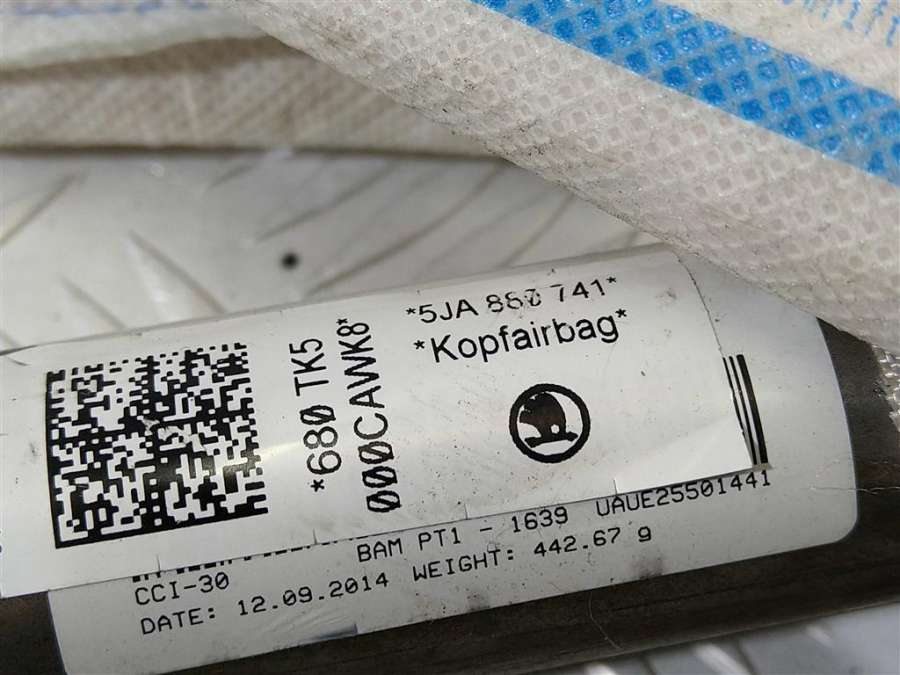 *5JA 880 741*
*Kopfairbag*
*680 TK5
000CAWK8*
BAM PT1 - 1639 UAUE25501441
CCI-30
DATE: 12.09.2014 WEIGHT: 442.67 g